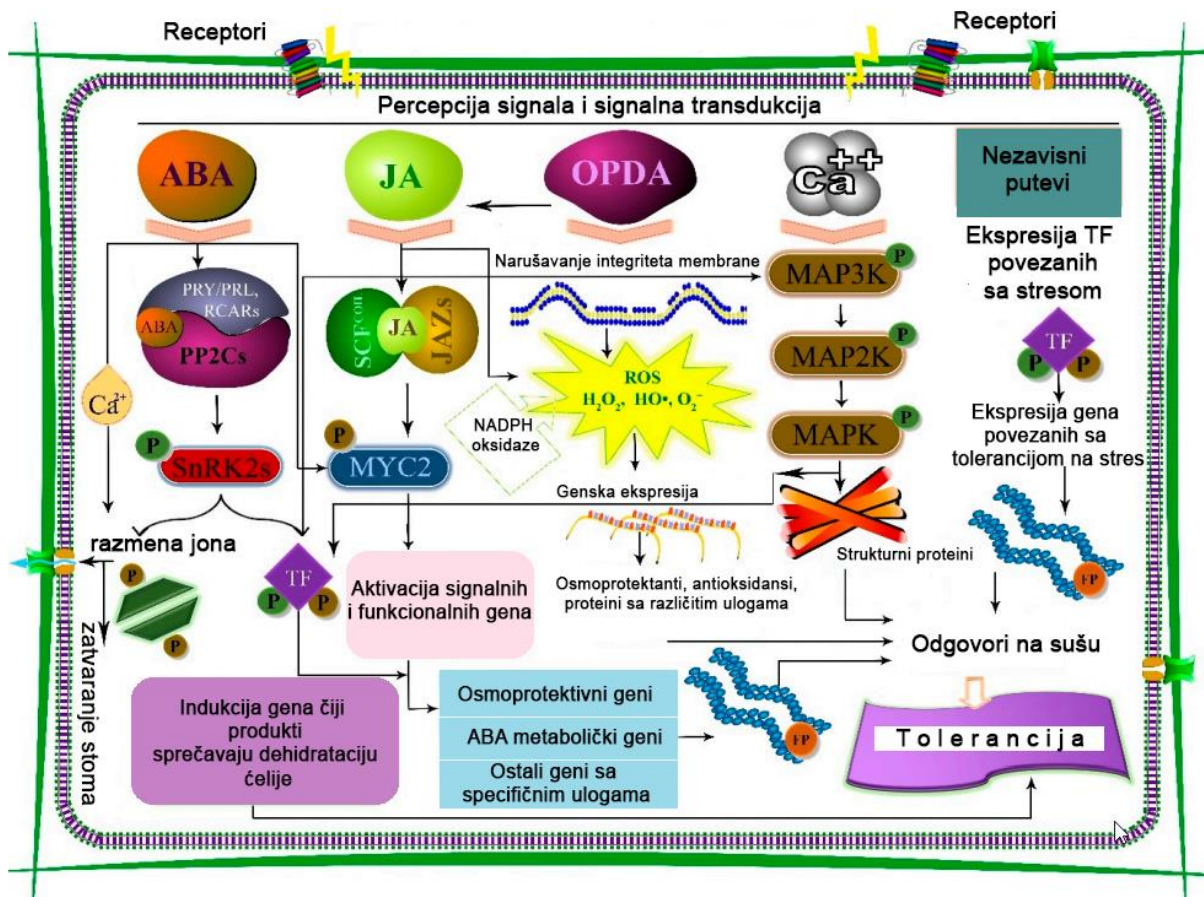 Receptori
Receptori
Percepcija signala i signalna transdukcija
ABA
JA
OPDA
Ca++
Nezavisni
putevi
PRY/PRL,
RCARs
ABA
PP2Cs
Ca2+
P
SnRK2s
SCFCOI1
JA
JAZs
P
MYC2
Narušavanje integriteta membrane
ROS
H2O2, HO•, O2−
NADPH
oksidaze
MAP3K
P
MAP2K
P
MAPK
P
Ekspresija TF
povezanih
sa stresom
TF
P
P
Ekspresija gena
povezanih sa
tolerancijom na stres
FP
razmena jona
P
P
zatvaranje stoma
TF
P
P
Aktivacija signalnih
i funkcionalnih gena
Genska ekspresija
Osmoprotektanti, antioksidansi,
proteini sa različitim ulogama
Strukturni proteini
Odgovori na sušu
Tolerancija
Indukcija gena čiji
produkti
sprečavaju dehidrataciju
ćelije
Osmoprotektivni geni
ABA metabolički geni
Ostali geni sa
specifičnim ulogama
FP